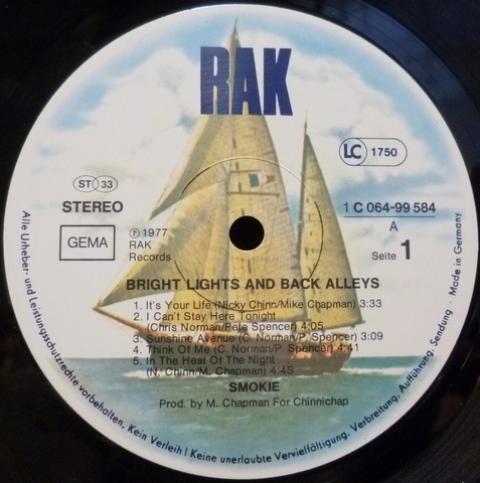 RAK
LC 1750
ST 33
STEREO
1 C 064-99 584
A
Seite 1
GEMA
℗ 1977
RAK
Records
BRIGHT LIGHTS AND BACK ALLEYS
1. It's Your Life (Nicky Chinn/Mike Chapman) 3:33
2. I Can't Stay Here Tonight
(Chris Norman/Pete Spencer) 4:05
3. Sunshine Avenue (C. Norman/P. Spencer) 3:09
4. Think Of Me (C. Norman/P. Spencer) 4:41
5. In The Heat Of The Night
(N. Chinn/M. Chapman) 4:45
SMOKIE
Prod. by M. Chapman For Chinnichap
Alle Urheber- und Leistungsschutzrechte vorbehalten, Kein Verleih! Keine unerlaubte Vervielfältigung, Verbreitung, Aufführung, Sendung · Made in Germany